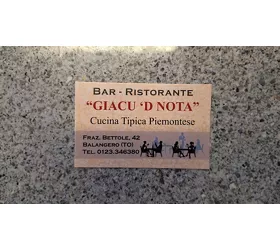 BAR - RISTORANTE
"GIACU 'D NOTA"
Cucina Tipica Piemontese
FRAZ. BETTOLE, 42
BALANGERO (TO)
TEL. 0123.346380